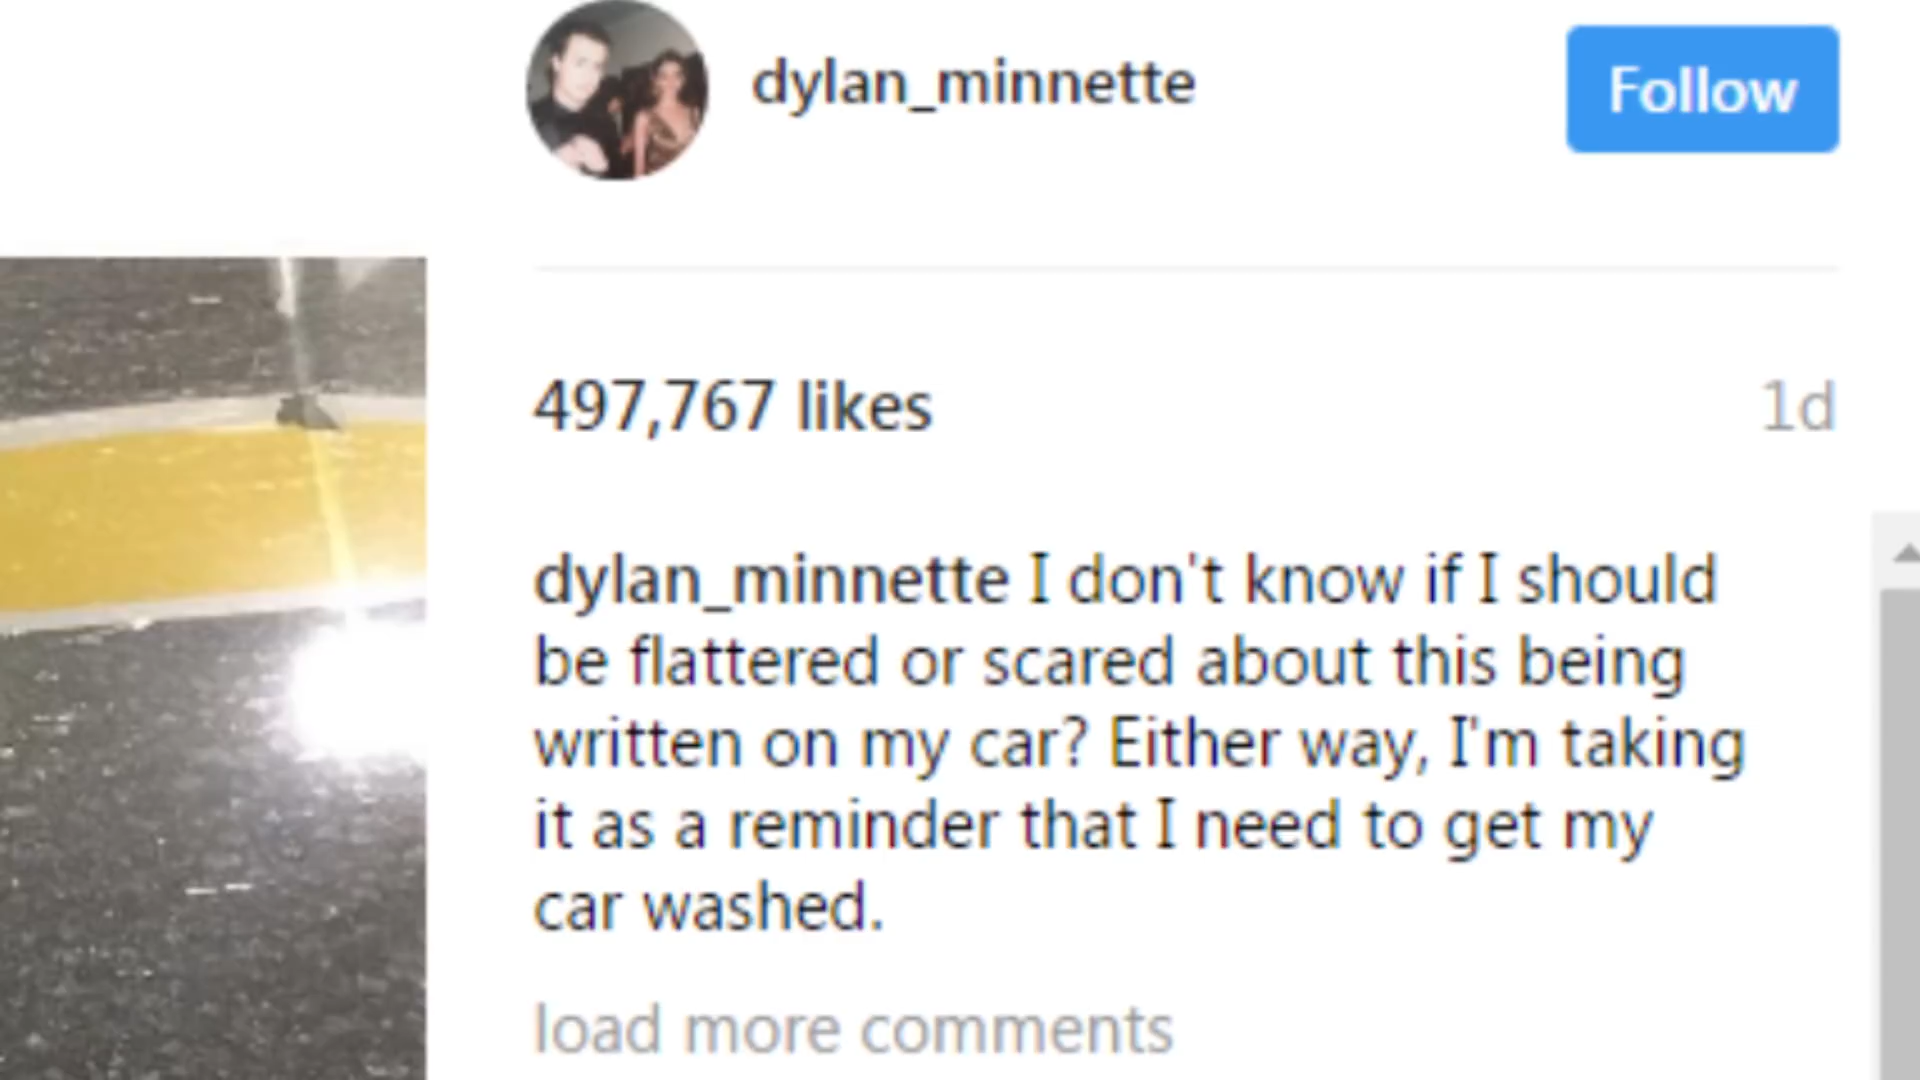 dylan_minnette
Follow
497,767 likes
1d
dylan_minnette I don't know if I should
be flattered or scared about this being
written on my car? Either way, I'm taking
it as a reminder that I need to get my
car washed.
load more comments